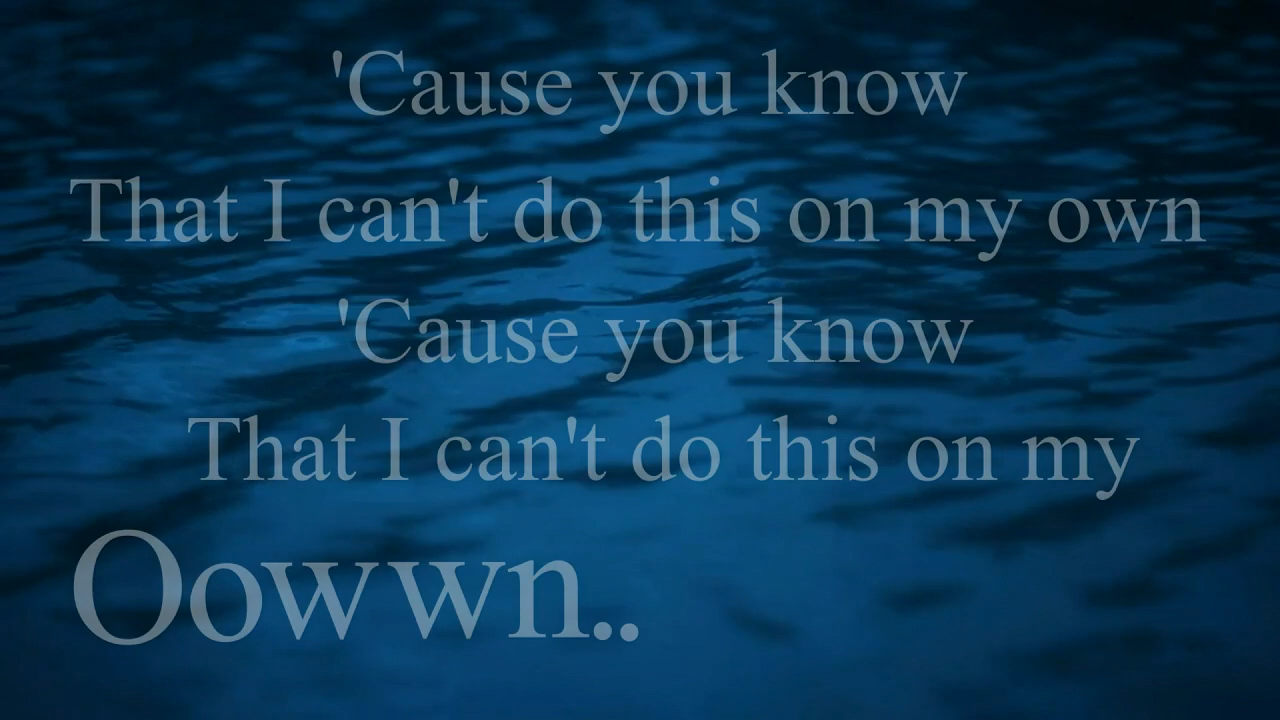 'Cause you know
That I can't do this on my own
'Cause you know
That I can't do this on my
Oowwn..